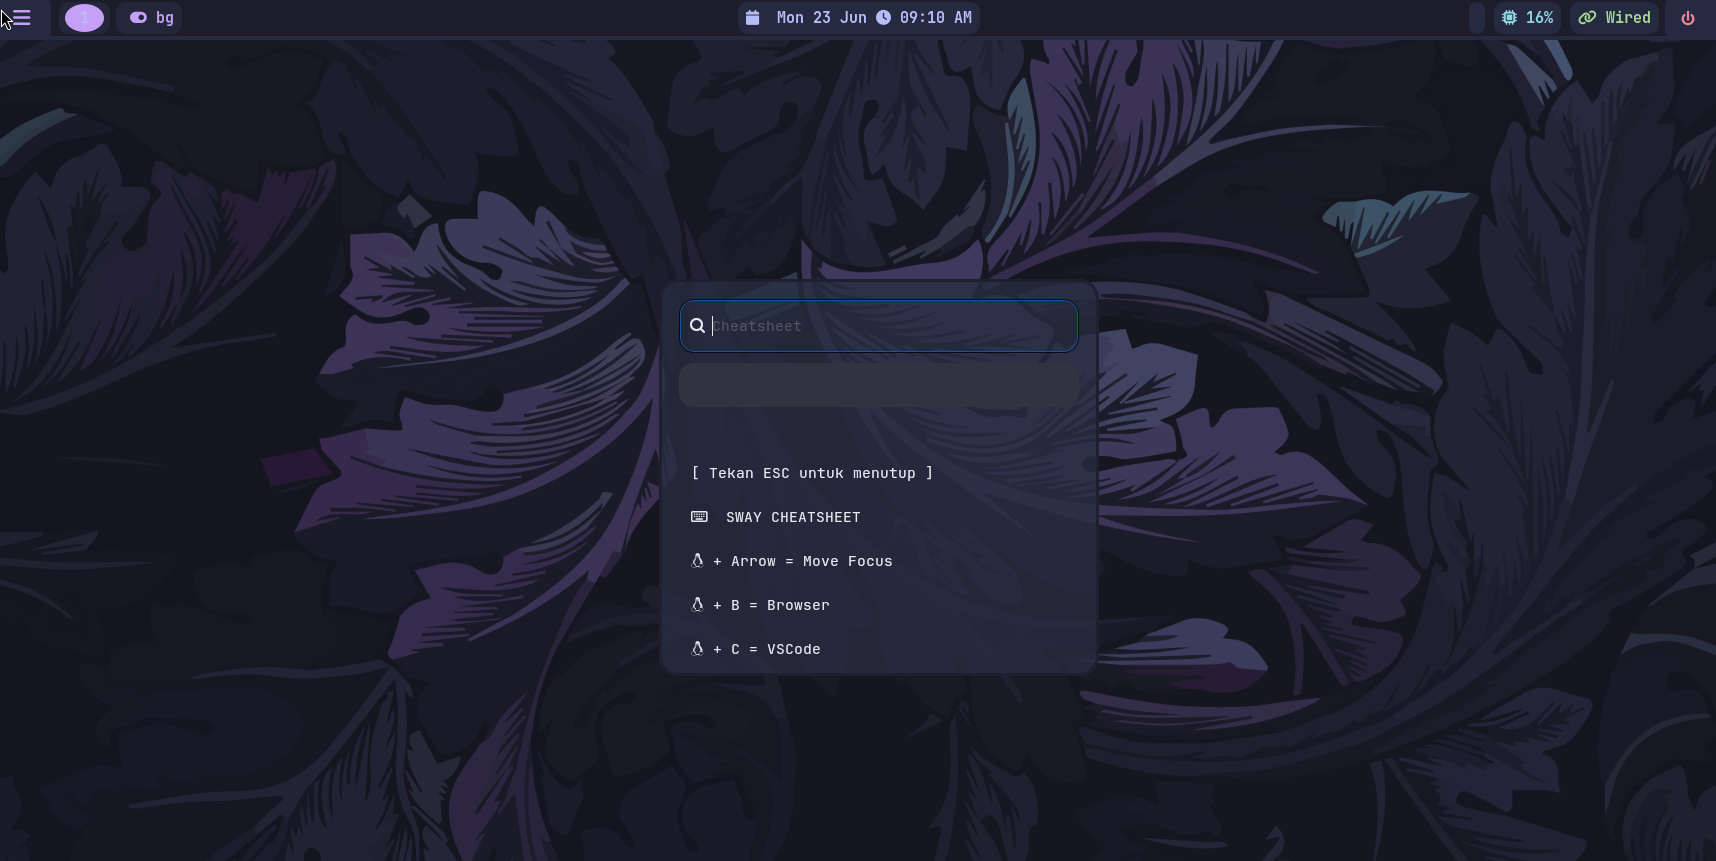 1 bg Mon 23 Jun 09:10 AM 16% Wired
Cheatsheet
[ Tekan ESC untuk menutup ]
SWAY CHEATSHEET
+ Arrow = Move Focus
+ B = Browser
+ C = VSCode